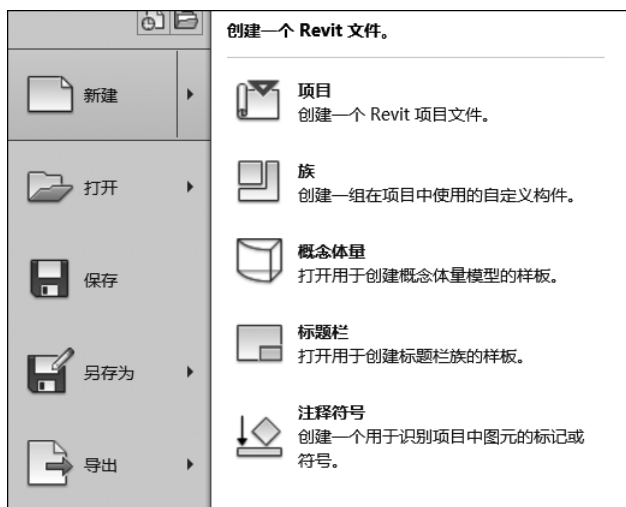 创建一个 Revit 文件。
新建
打开
保存
另存为
导出
项目
创建一个 Revit 项目文件。
族
创建一组在项目中使用的自定义构件。
概念体量
打开用于创建概念体量模型的样板。
标题栏
打开用于创建标题栏族的样板。
注释符号
创建一个用于识别项目中图元的标记或
符号。